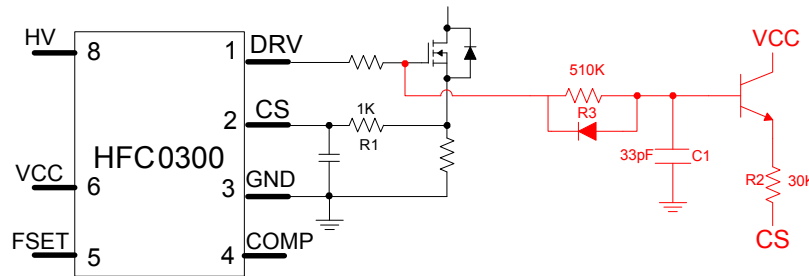 HV
8
1
DRV
VCC
510K
CS
2
1K
R3
R1
HFC0300
33pF
C1
VCC
6
3
GND
R2
30K
FSET
5
4
COMP
CS